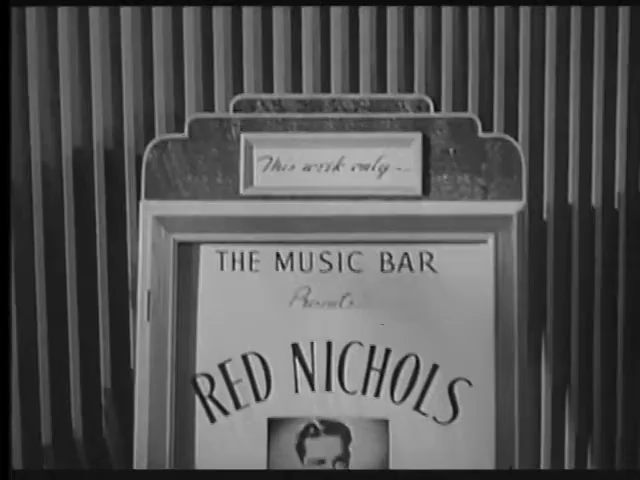 This week only...
THE MUSIC BAR
Presents
RED NICHOLS